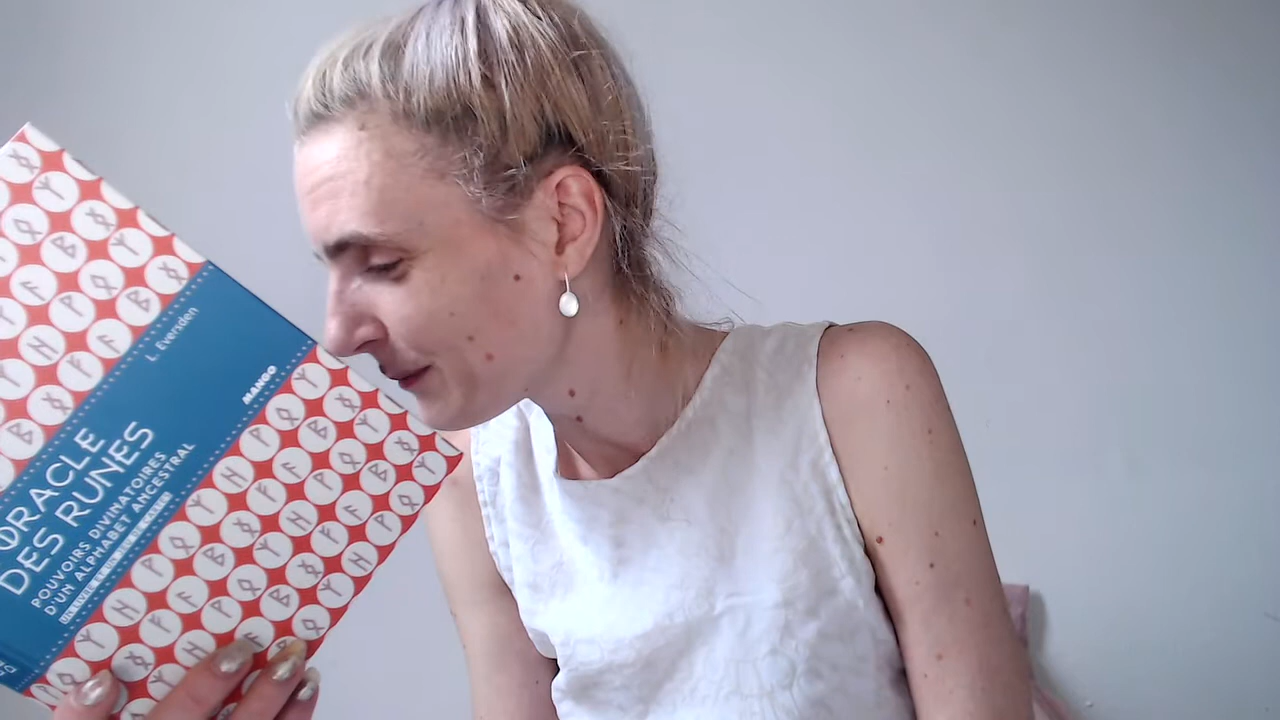 L. Eversden
MANGO
ORACLE
DES RUNES
POUVOIRS DIVINATOIRES
D'UN ALPHABET ANCESTRAL